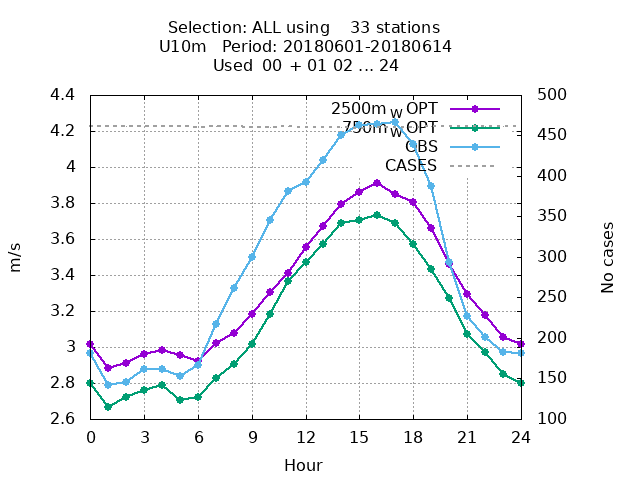 Selection: ALL using 33 stations
U10m Period: 20180601-20180614
Used 00 + 01 02 ... 24
4.4
4.2
4
3.8
3.6
3.4
3.2
3
2.8
2.6
500
450
400
350
300
250
200
150
100
2500m W OPT
750m W OPT
OBS
CASES
m/s
No cases
0 3 6 9 12 15 18 21 24
Hour